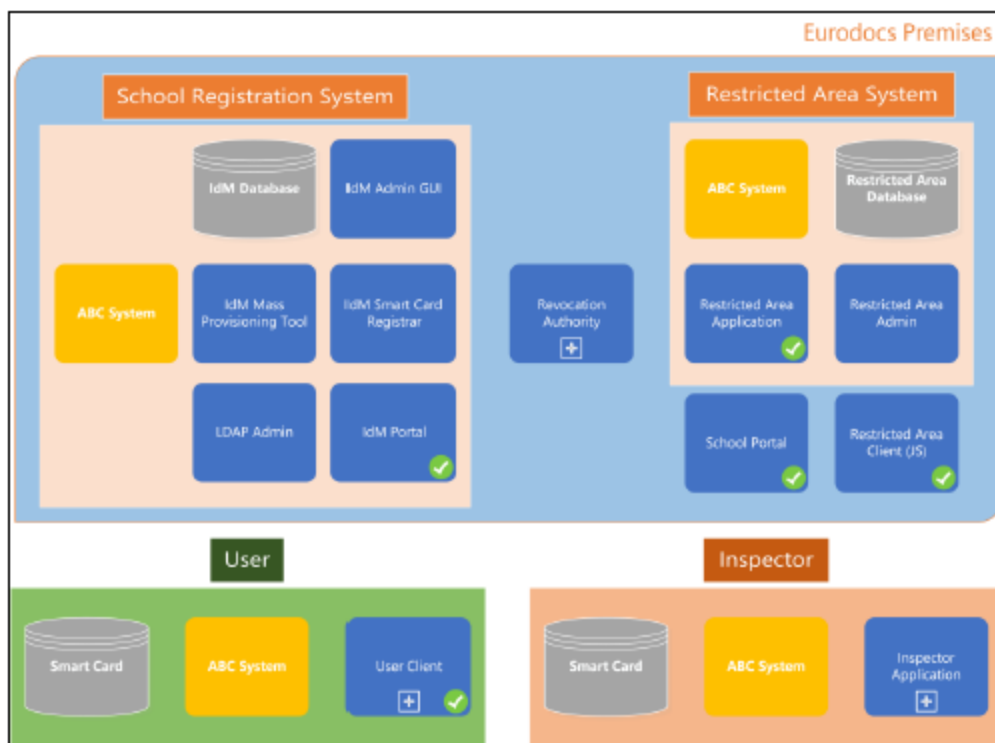 Eurodocs Premises
School Registration System
Restricted Area System
IdM Database
IdM Admin GUI
ABC System
Restricted Area
Database
ABC System
IdM Mass
Provisioning Tool
IdM Smart Card
Registrar
Revocation
Authority
Restricted Area
Application
Restricted Area
Admin
LDAP Admin
IdM Portal
School Portal
Restricted Area
Client (JS)
User
Inspector
Smart Card
ABC System
User Client
Smart Card
ABC System
Inspector
Application